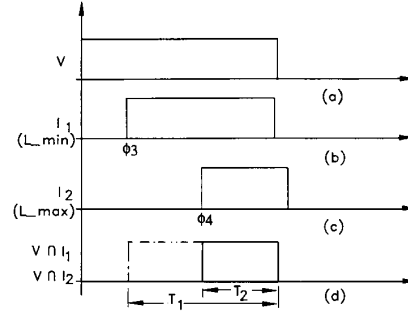 V
(a)
I₁
(L_min)
ϕ3
(b)
I₂
(L_max)
ϕ4
(c)
V ∩ I₁
V ∩ I₂
T₂
T₁
(d)